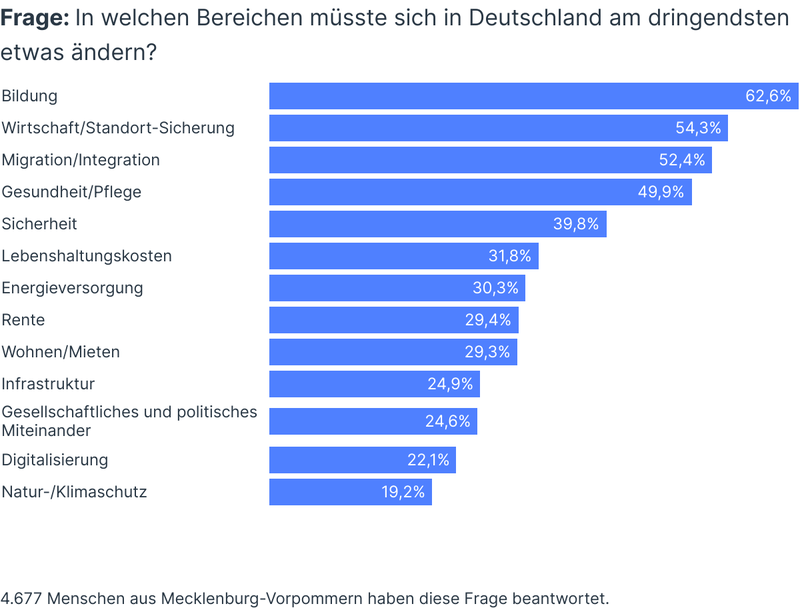 Frage: In welchen Bereichen müsste sich in Deutschland am dringendsten
etwas ändern?
Bildung 62,6%
Wirtschaft/Standort-Sicherung 54,3%
Migration/Integration 52,4%
Gesundheit/Pflege 49,9%
Sicherheit 39,8%
Lebenshaltungskosten 31,8%
Energieversorgung 30,3%
Rente 29,4%
Wohnen/Mieten 29,3%
Infrastruktur 24,9%
Gesellschaftliches und politisches
Miteinander 24,6%
Digitalisierung 22,1%
Natur-/Klimaschutz 19,2%
4.677 Menschen aus Mecklenburg-Vorpommern haben diese Frage beantwortet.